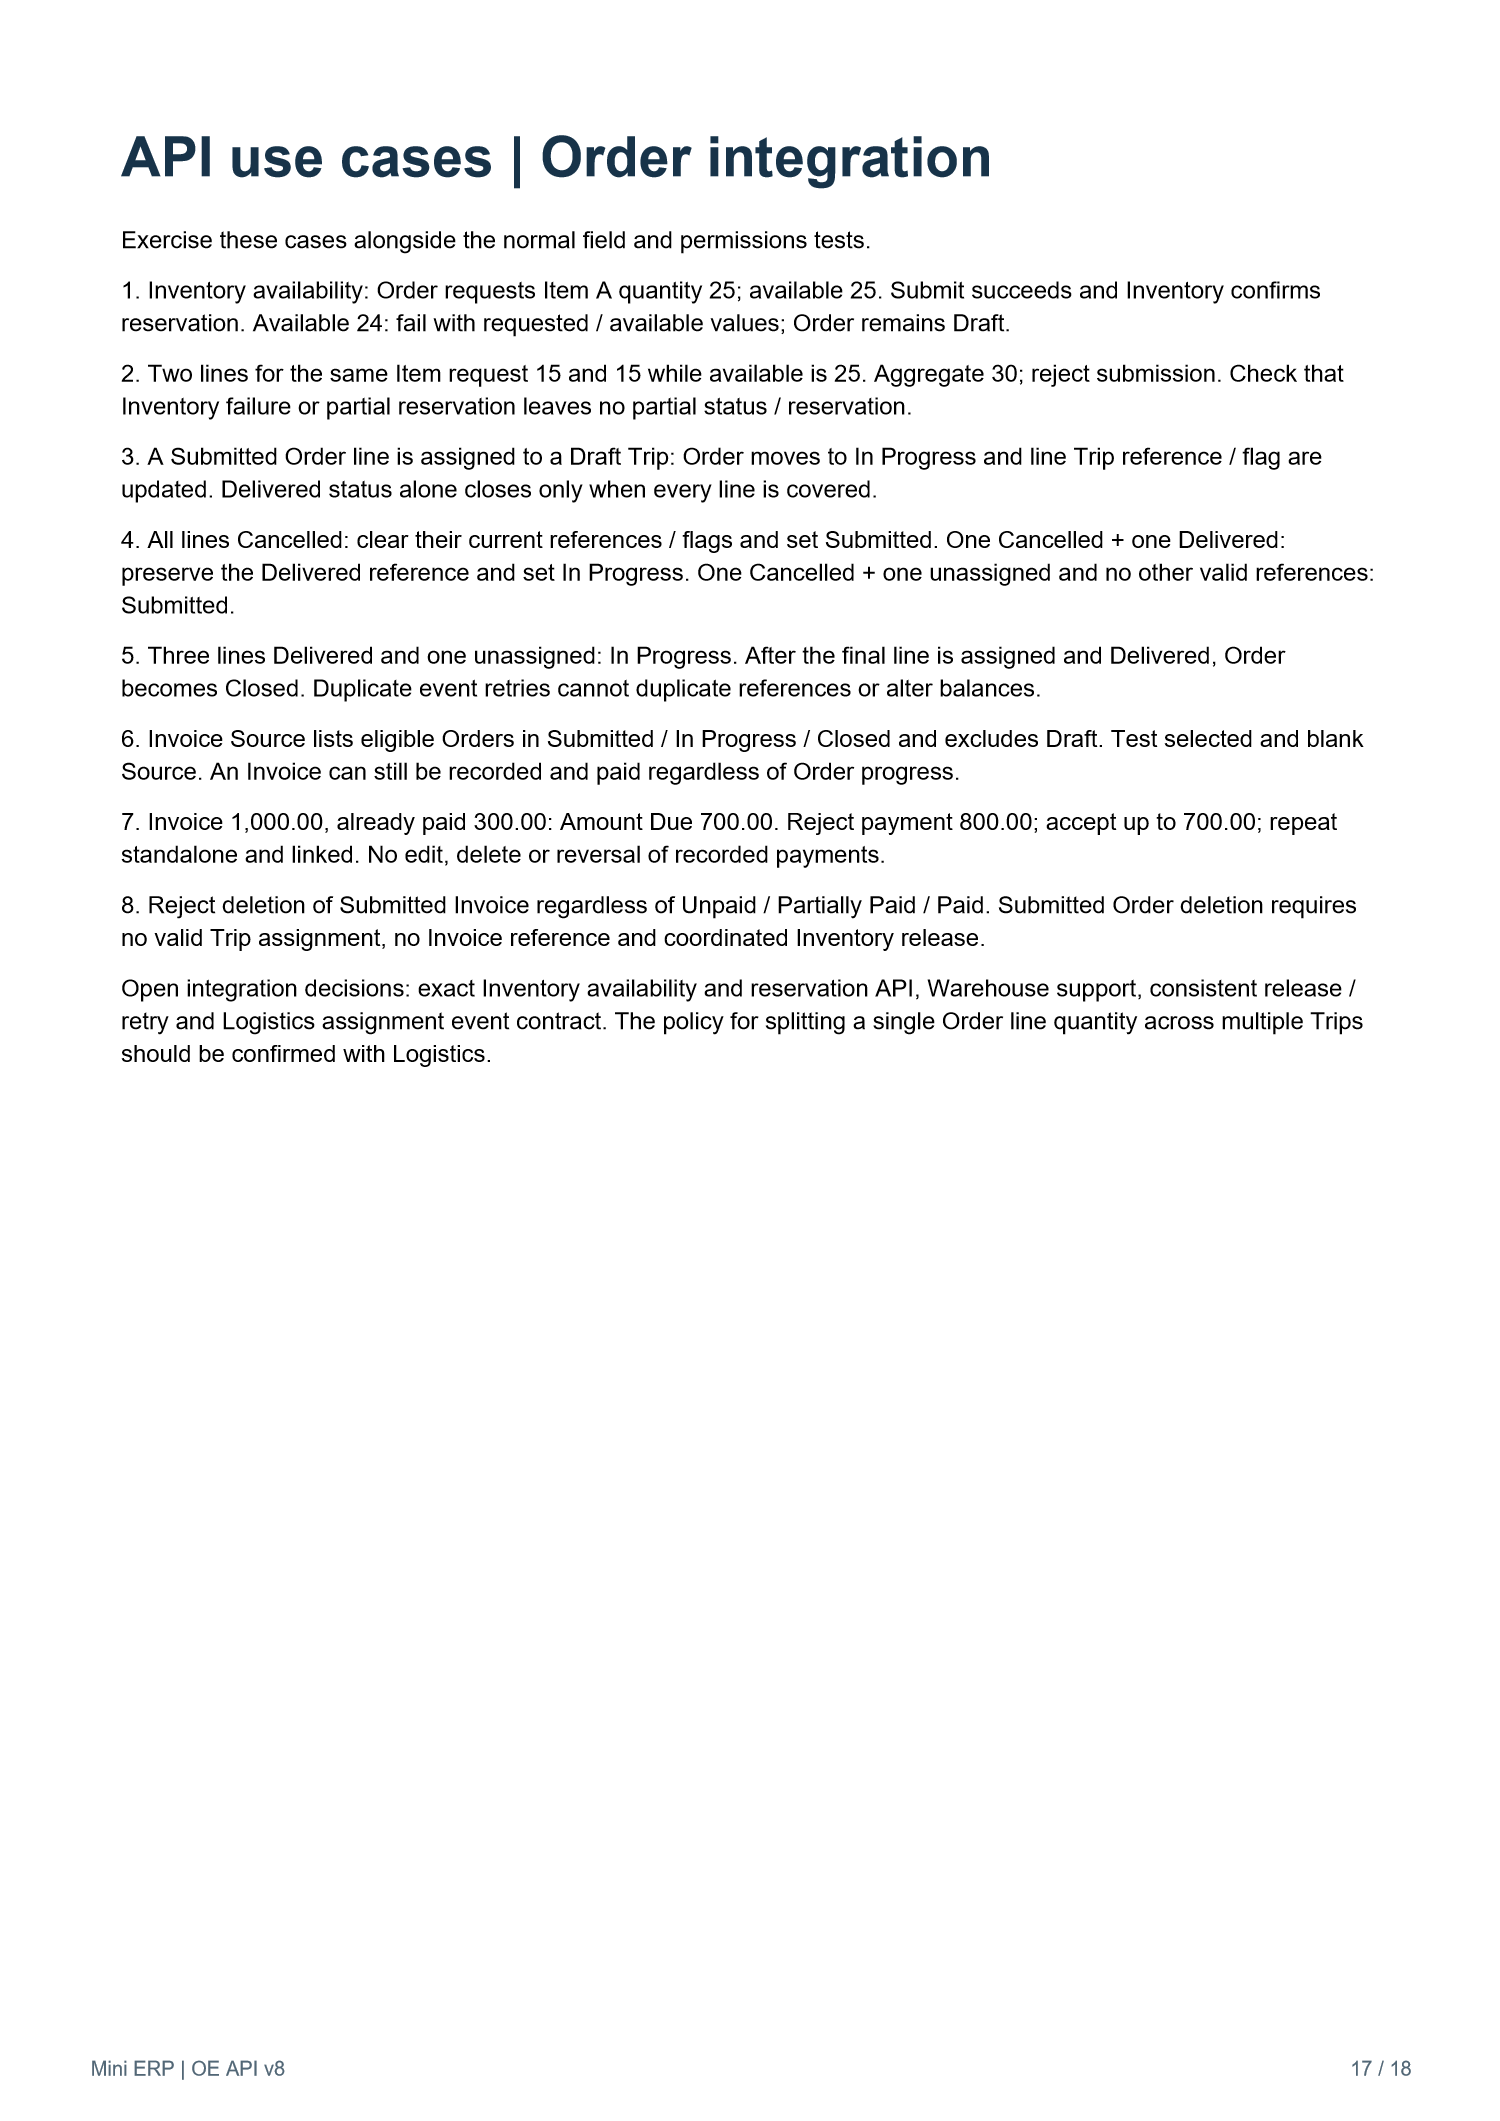 API use cases | Order integration
Exercise these cases alongside the normal field and permissions tests.
1. Inventory availability: Order requests Item A quantity 25; available 25. Submit succeeds and Inventory confirms
reservation. Available 24: fail with requested / available values; Order remains Draft.
2. Two lines for the same Item request 15 and 15 while available is 25. Aggregate 30; reject submission. Check that
Inventory failure or partial reservation leaves no partial status / reservation.
3. A Submitted Order line is assigned to a Draft Trip: Order moves to In Progress and line Trip reference / flag are
updated. Delivered status alone closes only when every line is covered.
4. All lines Cancelled: clear their current references / flags and set Submitted. One Cancelled + one Delivered:
preserve the Delivered reference and set In Progress. One Cancelled + one unassigned and no other valid references:
Submitted.
5. Three lines Delivered and one unassigned: In Progress. After the final line is assigned and Delivered, Order
becomes Closed. Duplicate event retries cannot duplicate references or alter balances.
6. Invoice Source lists eligible Orders in Submitted / In Progress / Closed and excludes Draft. Test selected and blank
Source. An Invoice can still be recorded and paid regardless of Order progress.
7. Invoice 1,000.00, already paid 300.00: Amount Due 700.00. Reject payment 800.00; accept up to 700.00; repeat
standalone and linked. No edit, delete or reversal of recorded payments.
8. Reject deletion of Submitted Invoice regardless of Unpaid / Partially Paid / Paid. Submitted Order deletion requires
no valid Trip assignment, no Invoice reference and coordinated Inventory release.
Open integration decisions: exact Inventory availability and reservation API, Warehouse support, consistent release /
retry and Logistics assignment event contract. The policy for splitting a single Order line quantity across multiple Trips
should be confirmed with Logistics.
Mini ERP | OE API v8
17 / 18